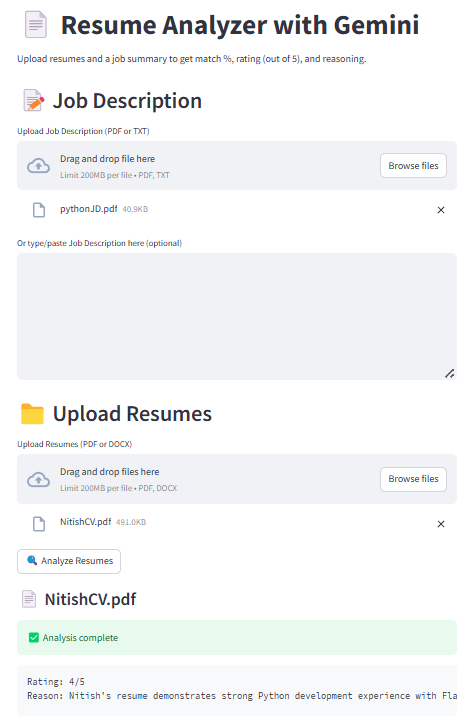 Resume Analyzer with Gemini
Upload resumes and a job summary to get match %, rating (out of 5), and reasoning.
Job Description
Upload Job Description (PDF or TXT)
Drag and drop file here
Limit 200MB per file • PDF, TXT
Browse files
pythonJD.pdf 40.9KB
Or type/paste Job Description here (optional)
Upload Resumes
Upload Resumes (PDF or DOCX)
Drag and drop files here
Limit 200MB per file • PDF, DOCX
Browse files
NitishCV.pdf 491.0KB
Analyze Resumes
NitishCV.pdf
Analysis complete
Rating: 4/5
Reason: Nitish's resume demonstrates strong Python development experience with Fla